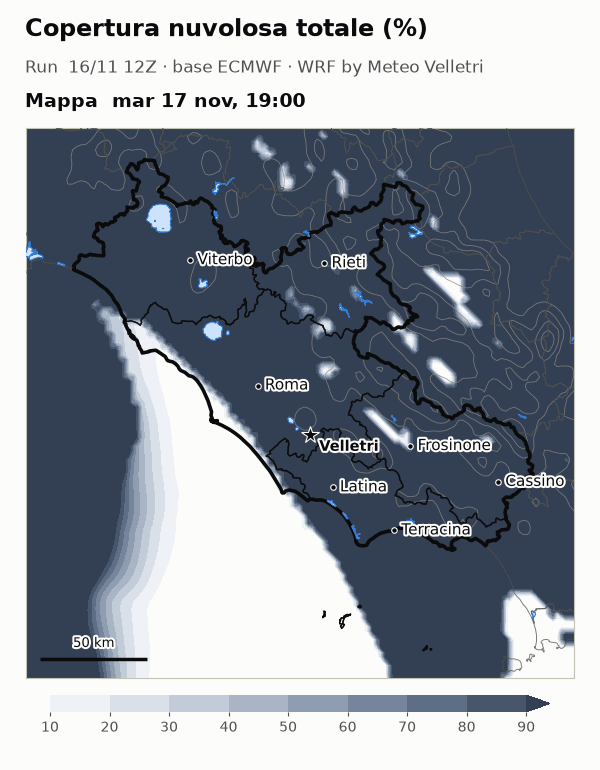 Copertura nuvolosa totale (%)
Run 16/11 12Z · base ECMWF · WRF by Meteo Velletri
Mappa mar 17 nov, 19:00
Viterbo
Rieti
Roma
Velletri
Frosinone
Latina
Cassino
Terracina
50 km
10 20 30 40 50 60 70 80 90